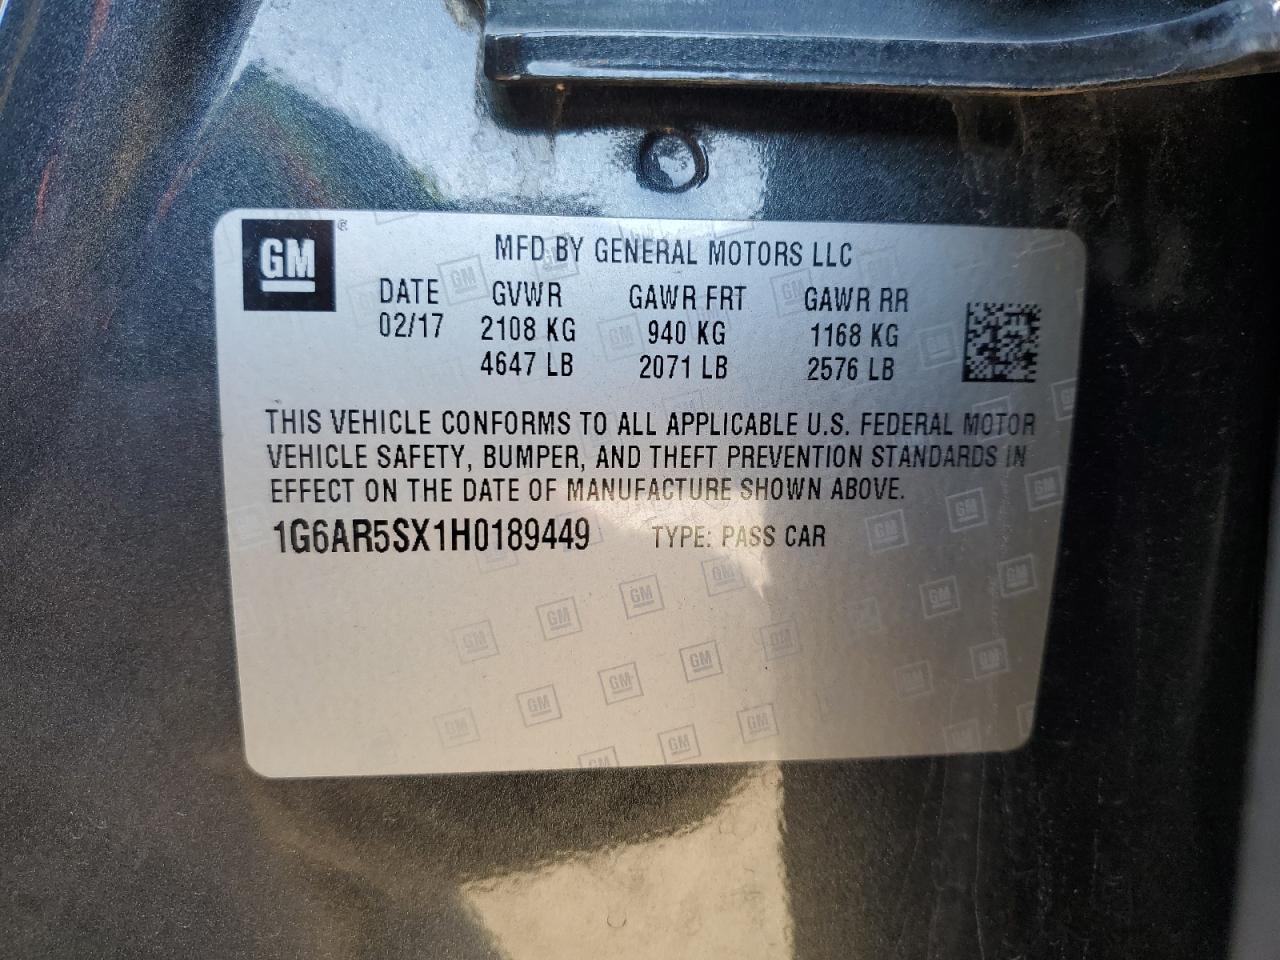 GM ®
MFD BY GENERAL MOTORS LLC
DATE GVWR GAWR FRT GAWR RR
02/17 2108 KG 940 KG 1168 KG
4647 LB 2071 LB 2576 LB
THIS VEHICLE CONFORMS TO ALL APPLICABLE U.S. FEDERAL MOTOR
VEHICLE SAFETY, BUMPER, AND THEFT PREVENTION STANDARDS IN
EFFECT ON THE DATE OF MANUFACTURE SHOWN ABOVE.
1G6AR5SX1H0189449 TYPE: PASS CAR